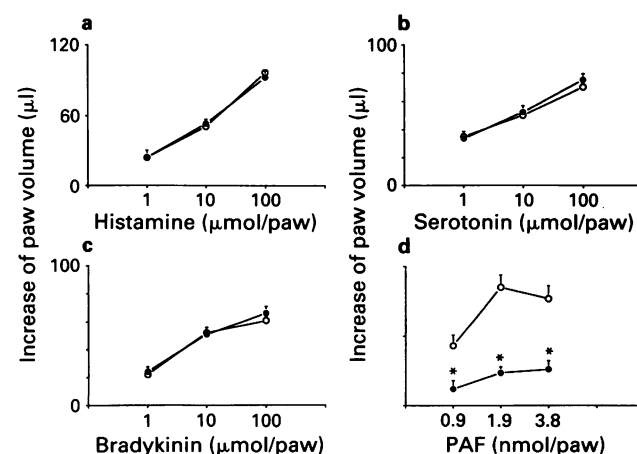 a
120
60
0
1 10 100
Histamine (μmol/paw)
b
100
0
1 10 100
Serotonin (μmol/paw)
c
100
0
1 10 100
Bradykinin (μmol/paw)
d
* * *
0.9 1.9 3.8
PAF (nmol/paw)
Increase of paw volume (μl)
Increase of paw volume (μl)